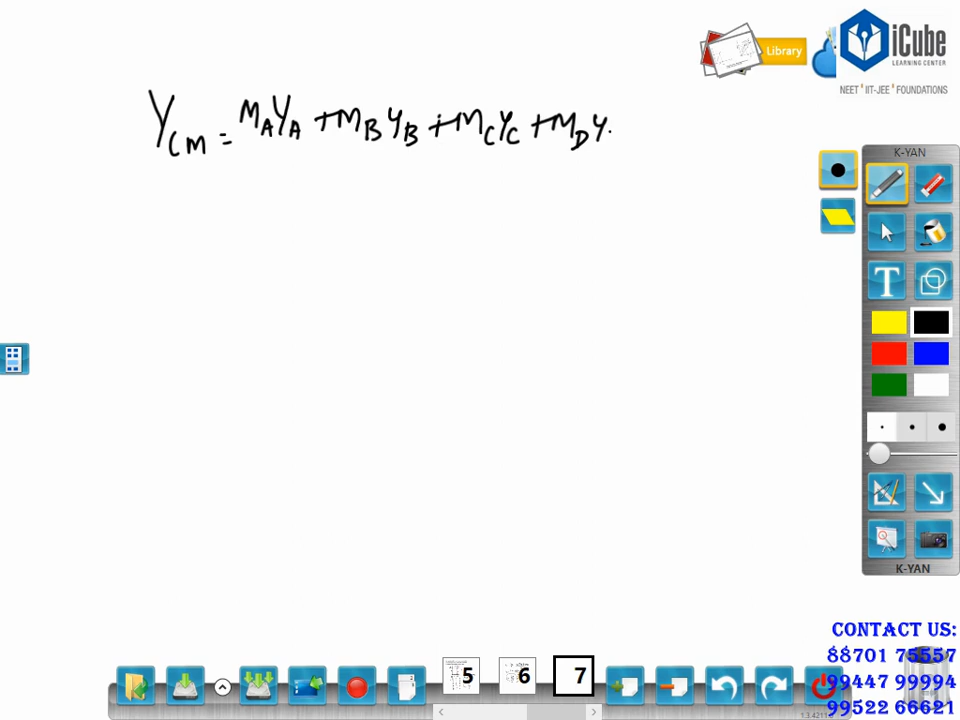 Library
iCube
LEARNING CENTER
NEET ' IIT-JEE ' FOUNDATIONS
Y_CM = M_A Y_A + M_B Y_B + M_C Y_C + M_D Y
K-YAN
T
K-YAN
CONTACT US:
88701 75557
99447 99994
99522 66621
5 6 7